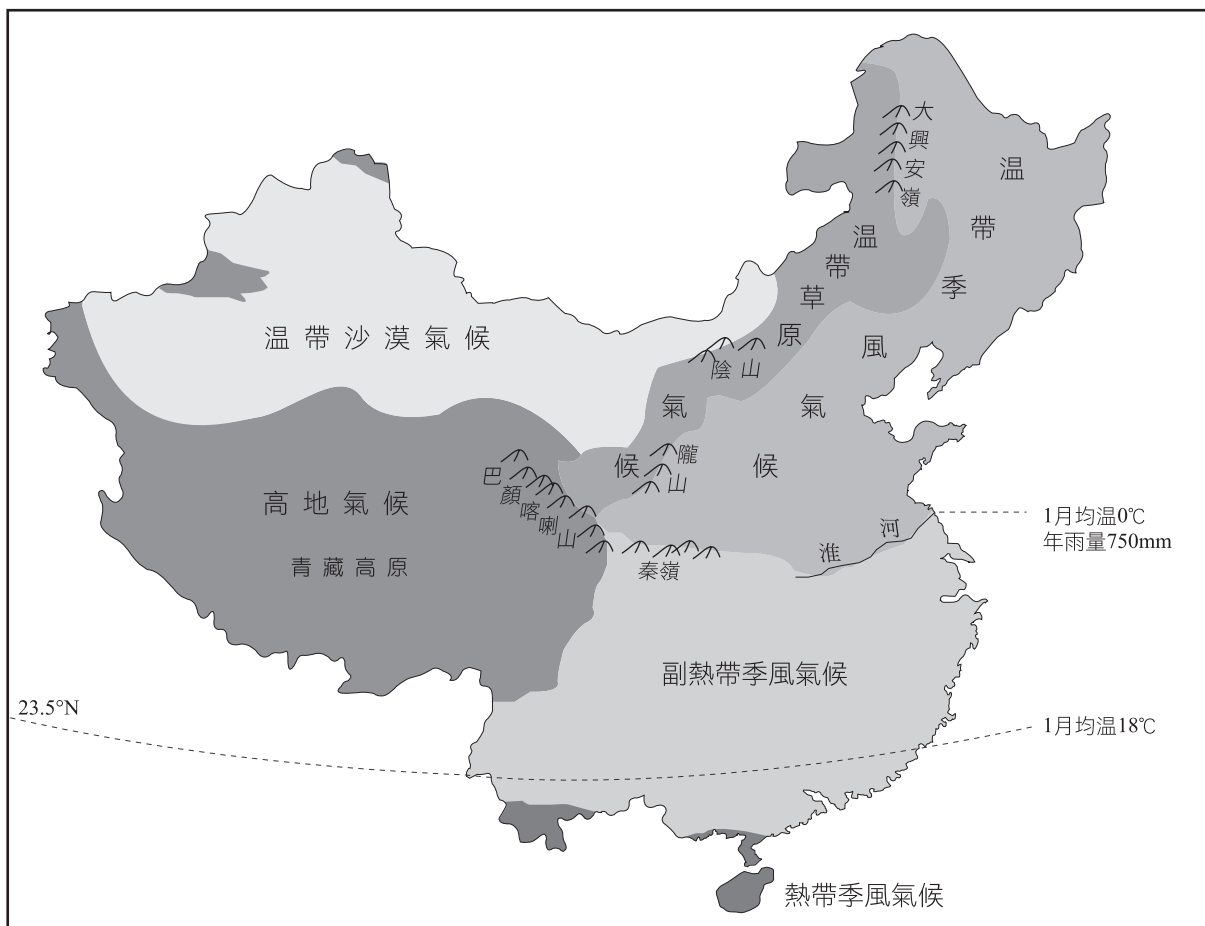 大興安嶺
温帶季風氣候
温帶草原氣候
温帶沙漠氣候
陰山
隴山
巴顏喀喇山
高地氣候
青藏高原
秦嶺
淮河
1月均温0℃
年雨量750mm
副熱帶季風氣候
23.5°N
1月均温18℃
熱帶季風氣候